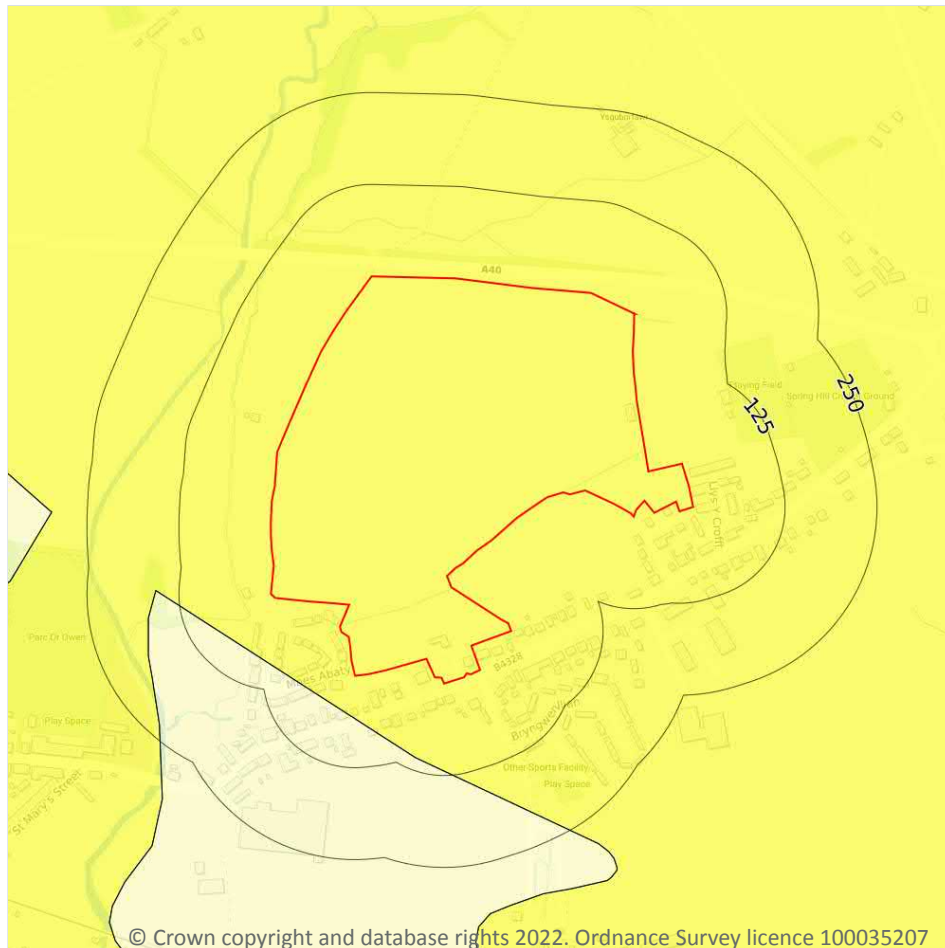 Ysgubor Fawr
A40
250
Playing Field
Spring Hill Cricket Ground
125
Llys Y Crofft
Parc Dr Owen
B4328
Maes Abaty
Play Space
Bryngwenllian
Other Sports Facility
Play Space
St Mary's Street
© Crown copyright and database rights 2022. Ordnance Survey licence 100035207